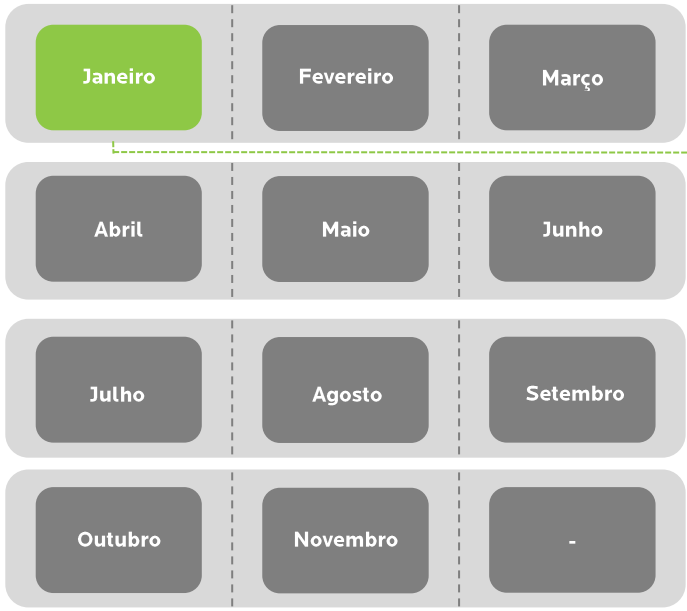 Janeiro
Fevereiro
Março
Abril
Maio
Junho
Julho
Agosto
Setembro
Outubro
Novembro
-